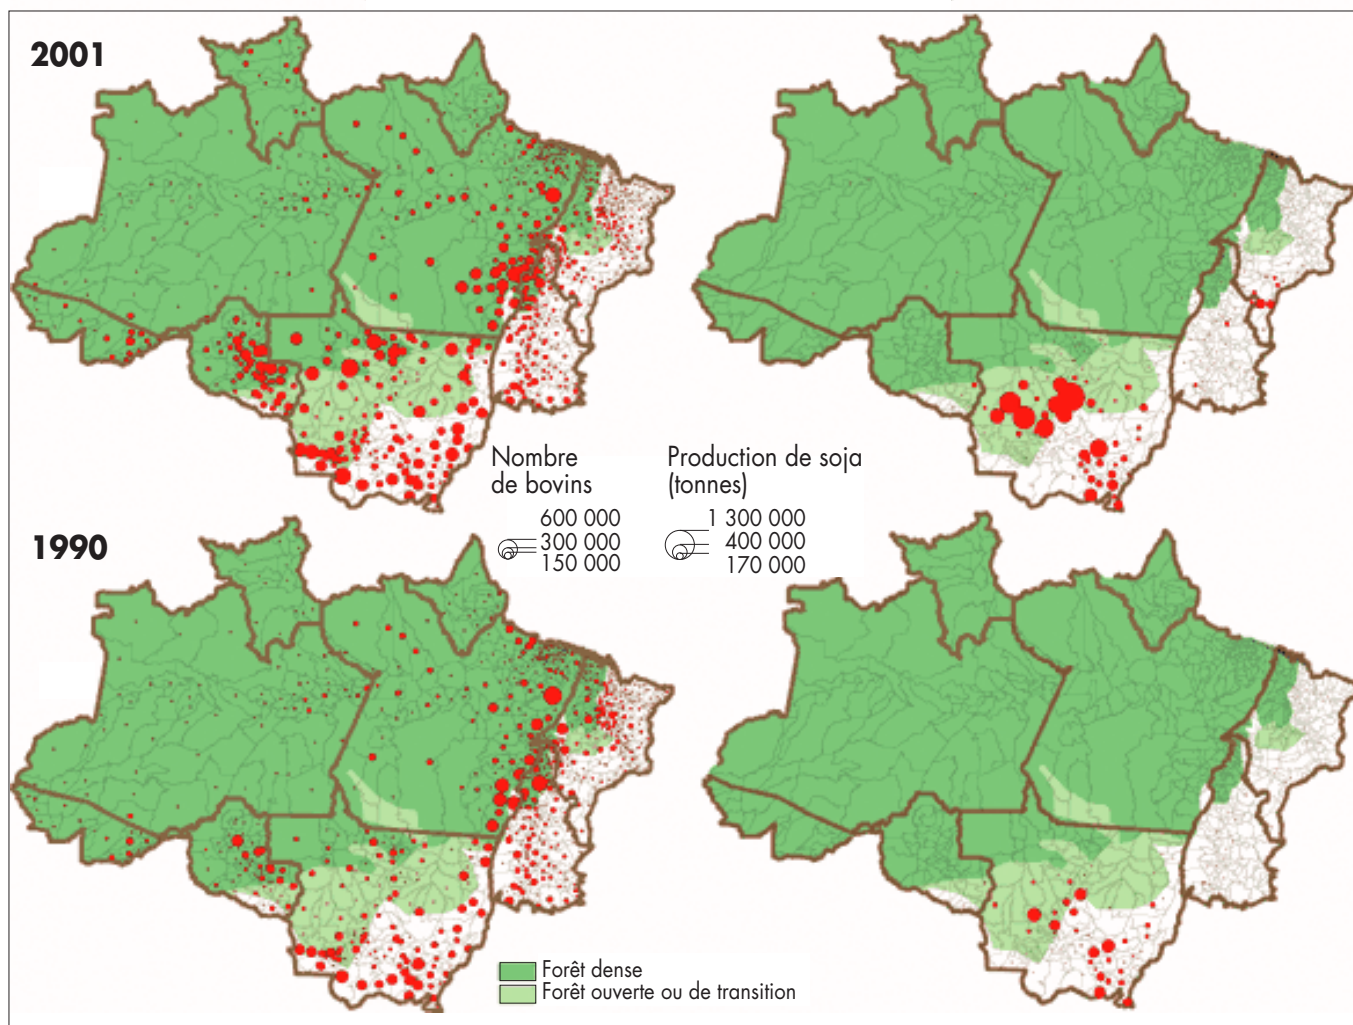 2001
Nombre
de bovins
600 000
300 000
150 000
Production de soja
(tonnes)
1 300 000
400 000
170 000
1990
Forêt dense
Forêt ouverte ou de transition